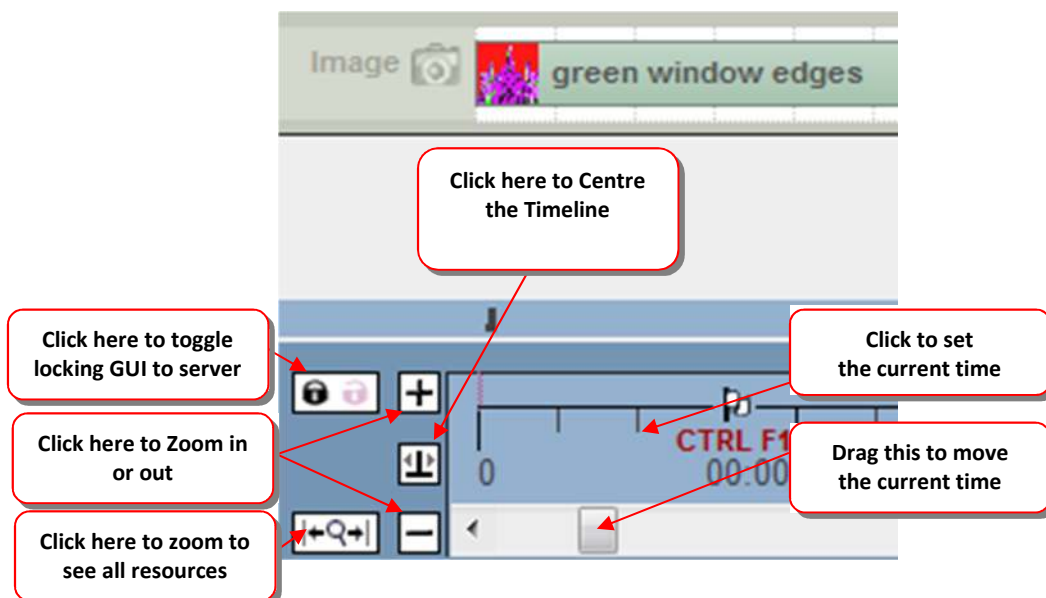 Image
green window edges
Click here to Centre
the Timeline
Click here to toggle
locking GUI to server
Click to set
the current time
Click here to Zoom in
or out
CTRL F1
0
00:00
Drag this to move
the current time
Click here to zoom to
see all resources